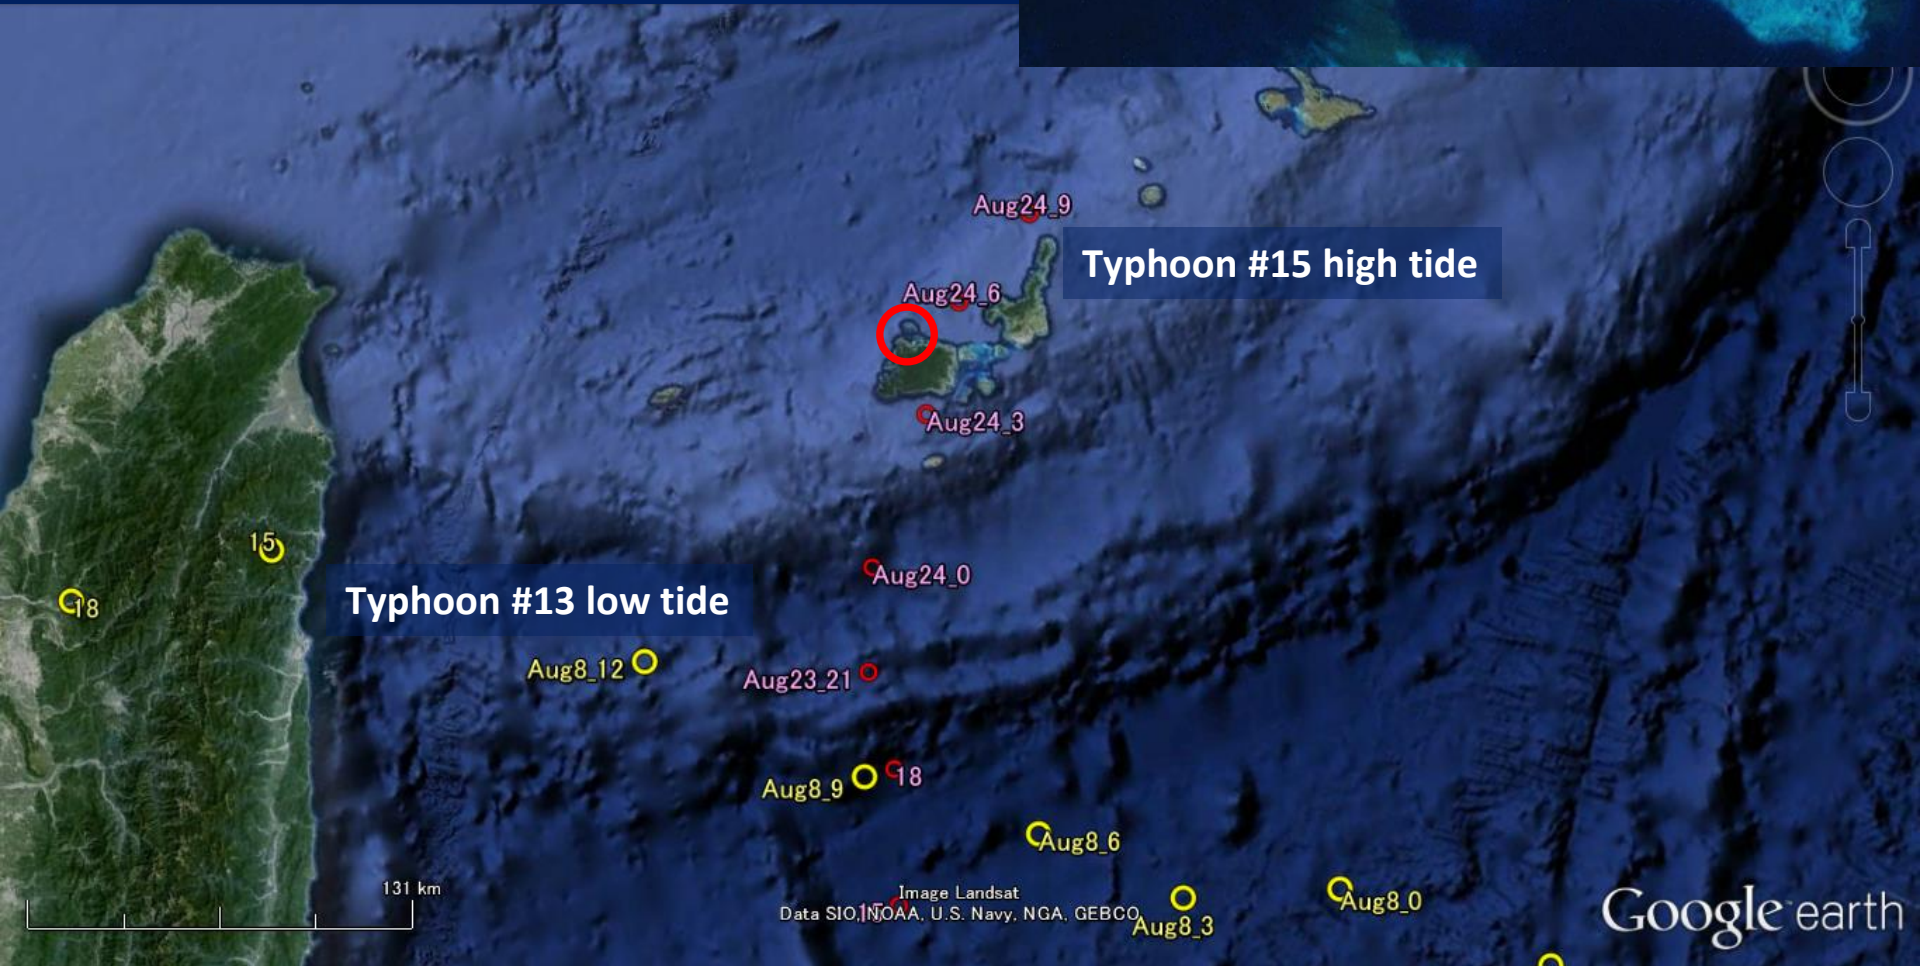 Aug24_9
Typhoon #15 high tide
Aug24_6
Aug24_3
15
Aug24_0
18
Typhoon #13 low tide
Aug8_12
Aug23_21
Aug8_9
18
Aug8_6
131 km
Image Landsat
15
Data SIO, NOAA, U.S. Navy, NGA, GEBCO
Aug8_3
Aug8_0
Google earth